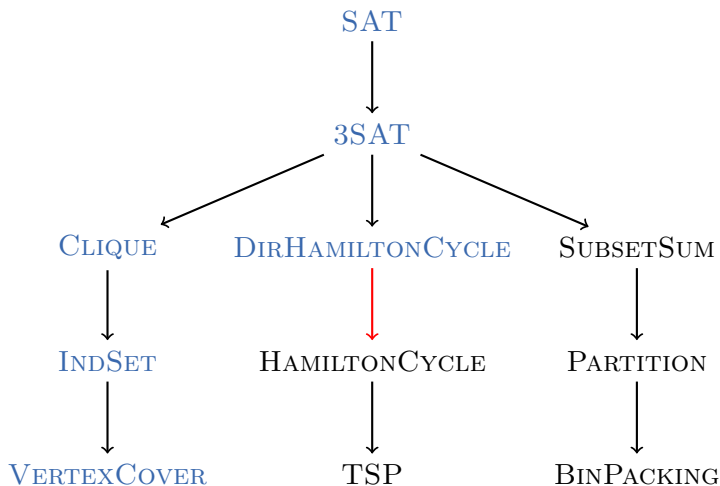 SAT
3SAT
CLIQUE DIRHAMILTONCYCLE SUBSETSUM
INDSET HAMILTONCYCLE PARTITION
VERTEXCOVER TSP BINPACKING